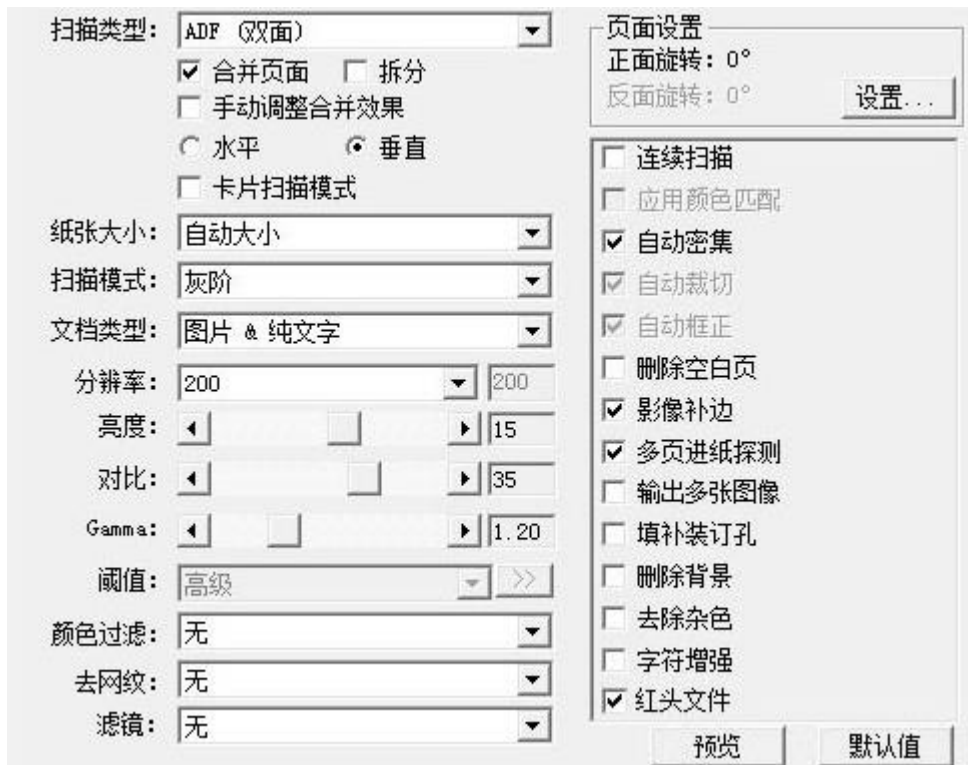 扫描类型: ADF (双面)
合并页面 拆分
手动调整合并效果
水平 垂直
卡片扫描模式
纸张大小: 自动大小
扫描模式: 灰阶
文档类型: 图片 & 纯文字
分辨率: 200 200
亮度: 15
对比: 35
Gamma: 1.20
阈值: 高级 >>
颜色过滤: 无
去网纹: 无
滤镜: 无
页面设置
正面旋转: 0°
反面旋转: 0° 设置...
连续扫描
应用颜色匹配
自动密集
自动裁切
自动框正
删除空白页
影像补边
多页进纸探测
输出多张图像
填补装订孔
删除背景
去除杂色
字符增强
红头文件
预览 默认值